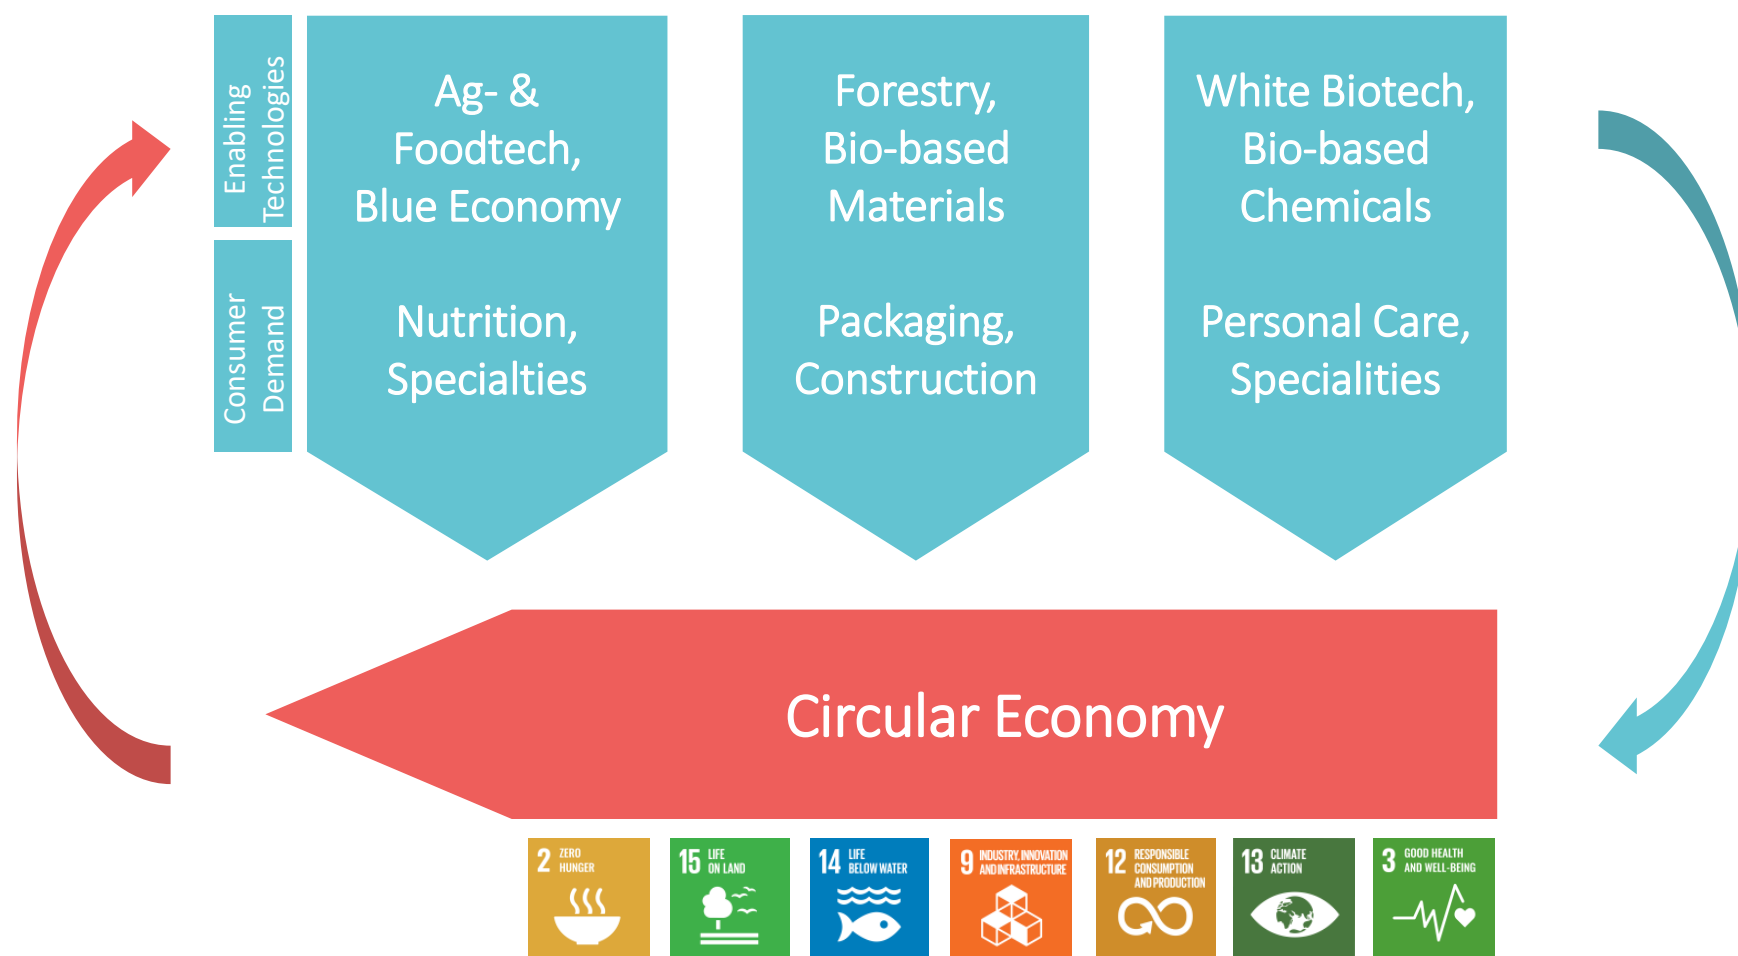 Enabling
Technologies
Ag- &
Foodtech,
Blue Economy
Forestry,
Bio-based
Materials
White Biotech,
Bio-based
Chemicals
Consumer
Demand
Nutrition,
Specialties
Packaging,
Construction
Personal Care,
Specialities
Circular Economy
2 ZERO
HUNGER
15 LIFE
ON LAND
14 LIFE
BELOW WATER
9 INDUSTRY, INNOVATION
AND INFRASTRUCTURE
12 RESPONSIBLE
CONSUMPTION
AND PRODUCTION
13 CLIMATE
ACTION
3 GOOD HEALTH
AND WELL-BEING